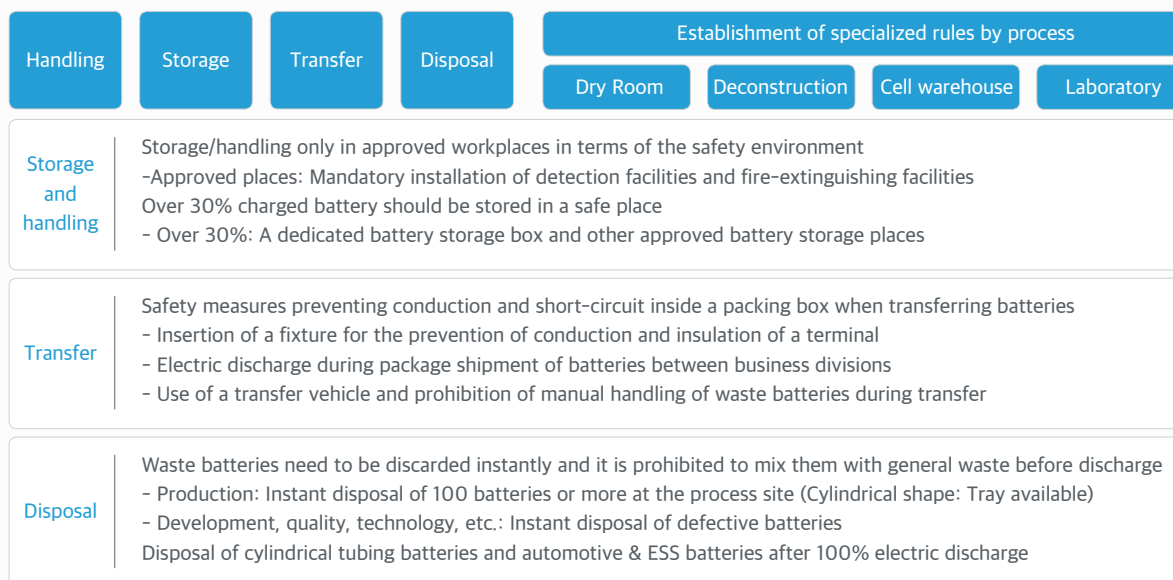 Handling
Storage
Transfer
Disposal
Establishment of specialized rules by process
Dry Room
Deconstruction
Cell warehouse
Laboratory
Storage
and
handling
Storage/handling only in approved workplaces in terms of the safety environment
-Approved places: Mandatory installation of detection facilities and fire-extinguishing facilities
Over 30% charged battery should be stored in a safe place
- Over 30%: A dedicated battery storage box and other approved battery storage places
Transfer
Safety measures preventing conduction and short-circuit inside a packing box when transferring batteries
- Insertion of a fixture for the prevention of conduction and insulation of a terminal
- Electric discharge during package shipment of batteries between business divisions
- Use of a transfer vehicle and prohibition of manual handling of waste batteries during transfer
Disposal
Waste batteries need to be discarded instantly and it is prohibited to mix them with general waste before discharge
- Production: Instant disposal of 100 batteries or more at the process site (Cylindrical shape: Tray available)
- Development, quality, technology, etc.: Instant disposal of defective batteries
Disposal of cylindrical tubing batteries and automotive & ESS batteries after 100% electric discharge